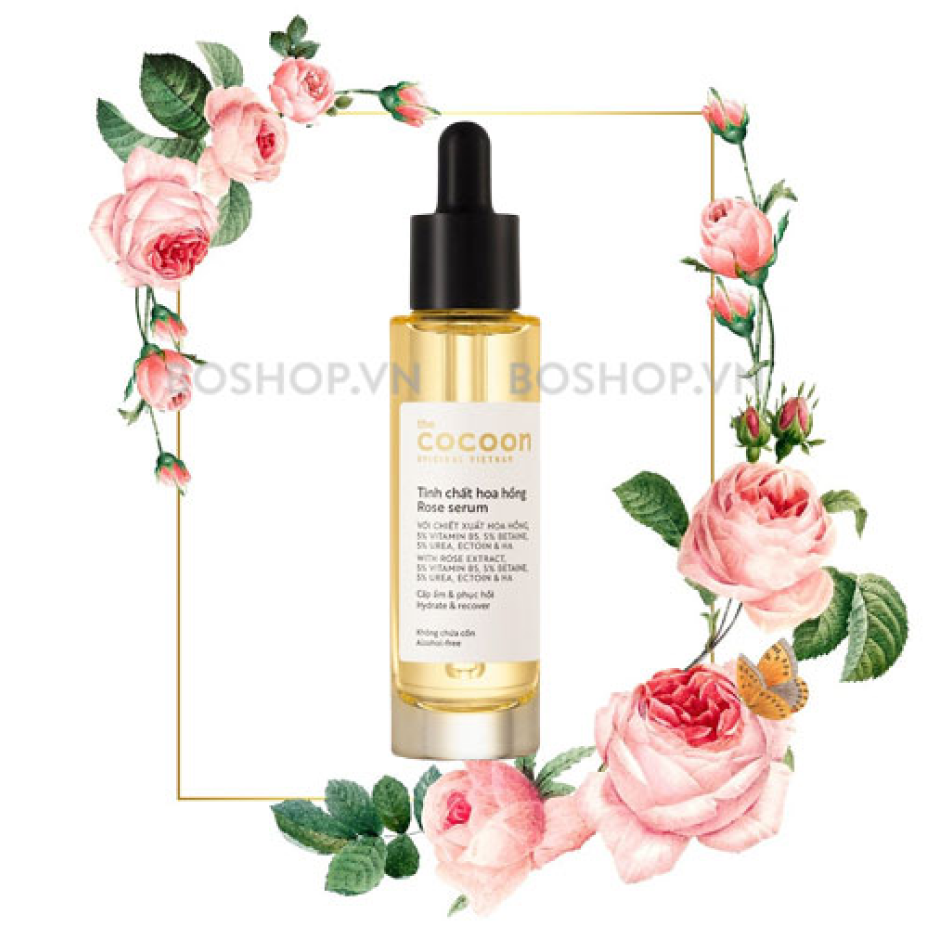 BOSHOP.VN BOSHOP.VN
the
cocoon
ORIGINAL VIETNAM
Tinh chất hoa hồng
Rose serum
VỚI CHIẾT XUẤT HOA HỒNG,
5% VITAMIN B5, 5% BETAINE,
5% UREA, ECTOIN & HA
WITH ROSE EXTRACT,
5% VITAMIN B5, 5% BETAINE,
5% UREA, ECTOIN & HA
Cấp ẩm & phục hồi
Hydrate & recover
Không chứa cồn
Alcohol-free